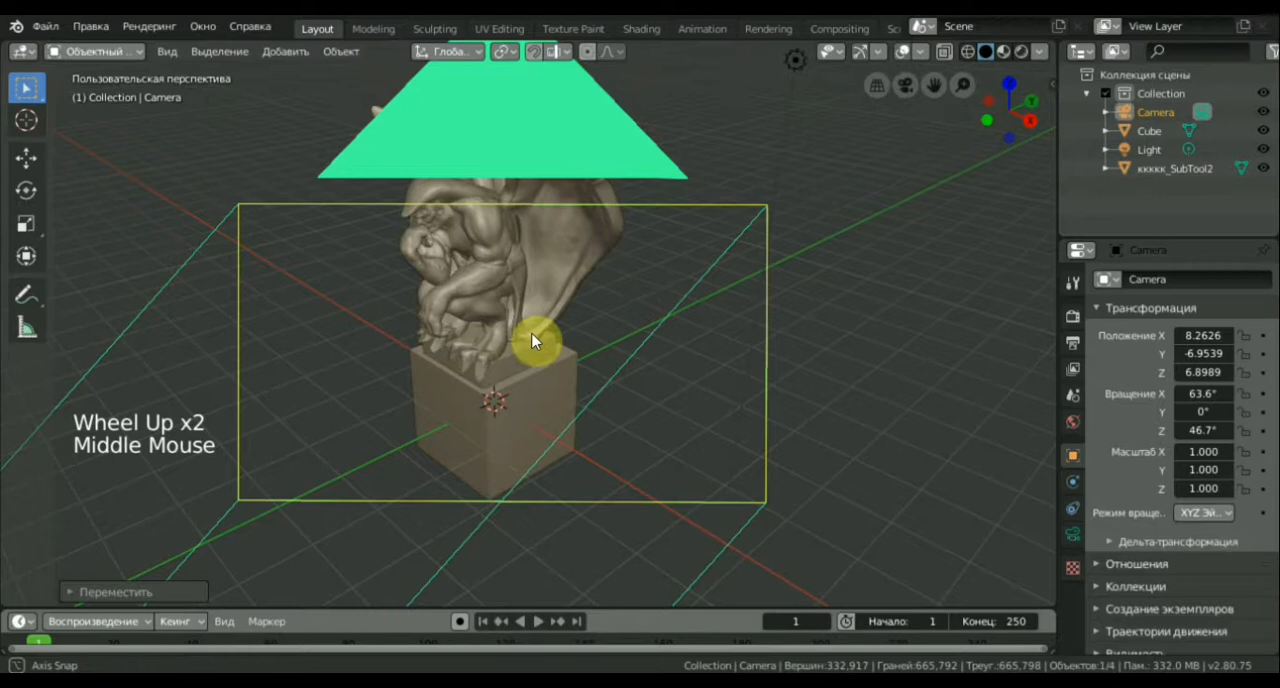 Файл Правка Рендеринг Окно Справка Layout Modeling Sculpting UV Editing Texture Paint Shading Animation Rendering Compositing Sc Scene View Layer
Объектный .. Вид Выделение Добавить Объект Глоба..
Пользовательская перспектива
(1) Collection | Camera
Коллекция сцены
Collection
Camera
Cube
Light
ккккк_SubTool2
Z
Y
X
Camera
Camera
Трансформация
Положение X 8.2626
Y -6.9539
Z 6.8989
Вращение X 63.6°
Y 0°
Z 46.7°
Масштаб X 1.000
Y 1.000
Z 1.000
Режим враще.. XYZ Эй..
Дельта-трансформация
Отношения
Коллекции
Создание экземпляров
Траектории движения
Wheel Up x2
Middle Mouse
Переместить
Воспроизведение Кеинг Вид Маркер 1 Начало: 1 Конец: 250
1
Axis Snap Collection | Camera | Вершин:332,917 | Граней:665,792 | Треуг.:665,798 | Объектов:1/4 | Пам.: 332.0 MB | v2.80.75